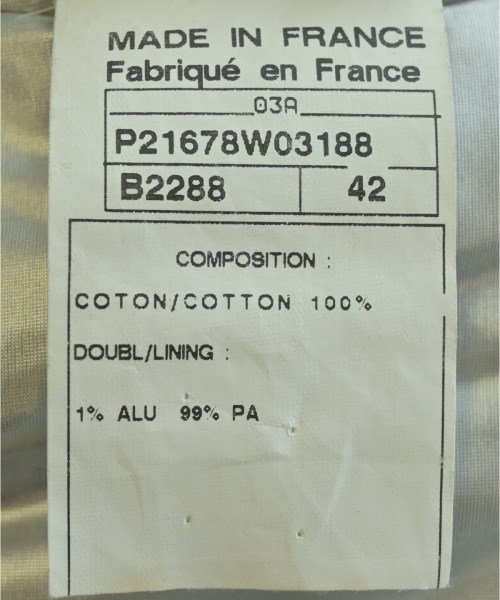 MADE IN FRANCE
Fabriqué en France
03A
P21678W03188
B2288 42
COMPOSITION :
COTON/COTTON 100%
DOUBL/LINING :
1% ALU 99% PA